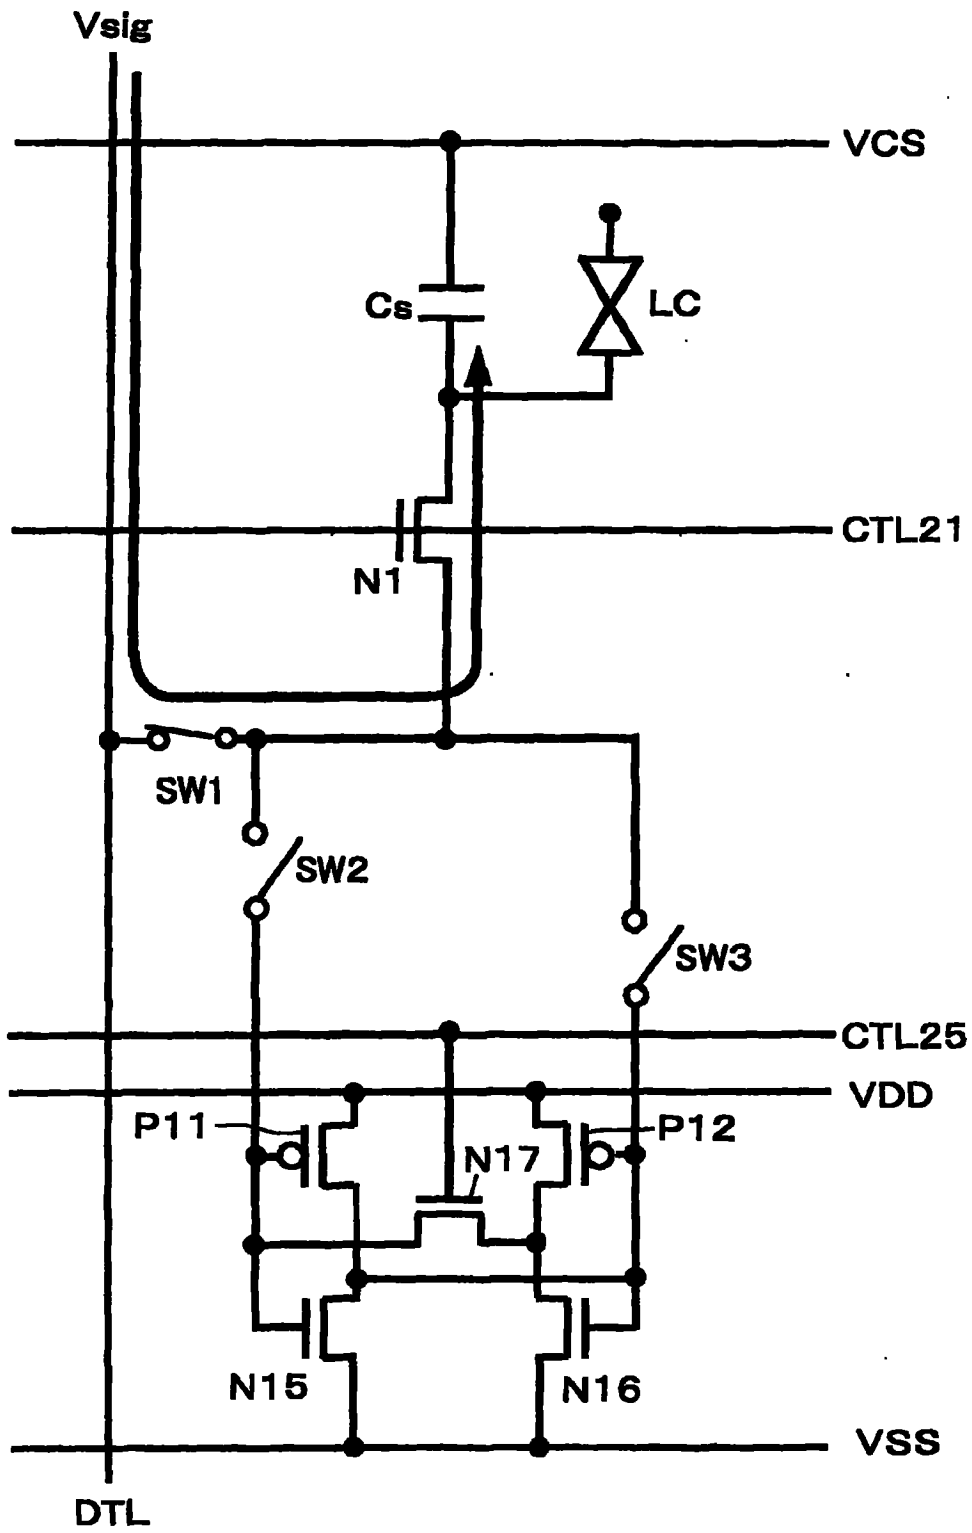 Vsig
VCS
Cs
LC
CTL21
N1
SW1
SW2
SW3
CTL25
VDD
P11
P12
N17
N15
N16
VSS
DTL